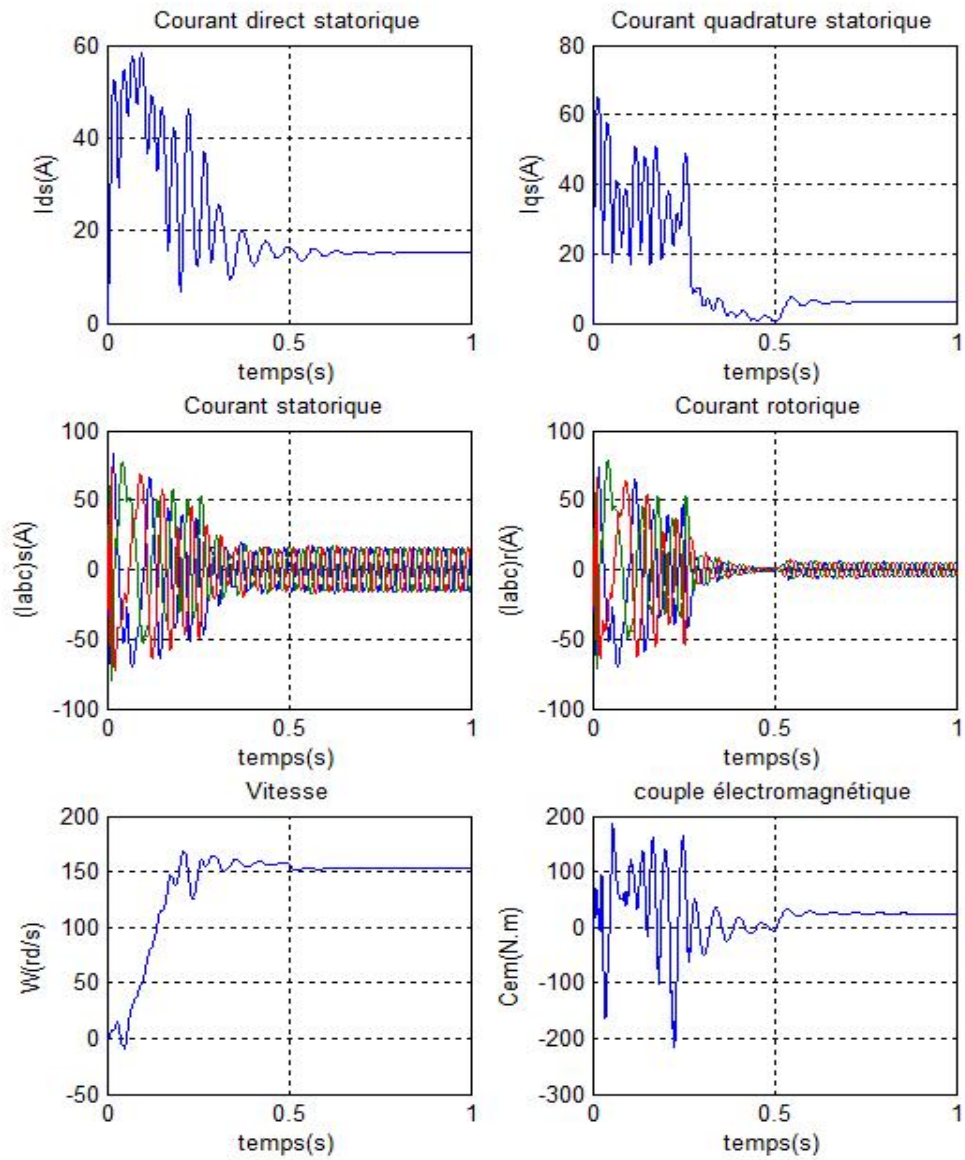 Courant direct statorique
60
40
20
0
Ids(A)
0 0.5 1
temps(s)
Courant quadrature statorique
80
60
40
20
0
Iqs(A)
0 0.5 1
temps(s)
Courant statorique
100
50
0
-50
-100
(Iabc)s(A)
0 0.5 1
temps(s)
Courant rotorique
100
50
0
-50
-100
(Iabc)r(A)
0 0.5 1
temps(s)
Vitesse
200
150
100
50
0
-50
W(rd/s)
0 0.5 1
temps(s)
couple électromagnétique
200
100
0
-100
-200
-300
Cem(N.m)
0 0.5 1
temps(s)